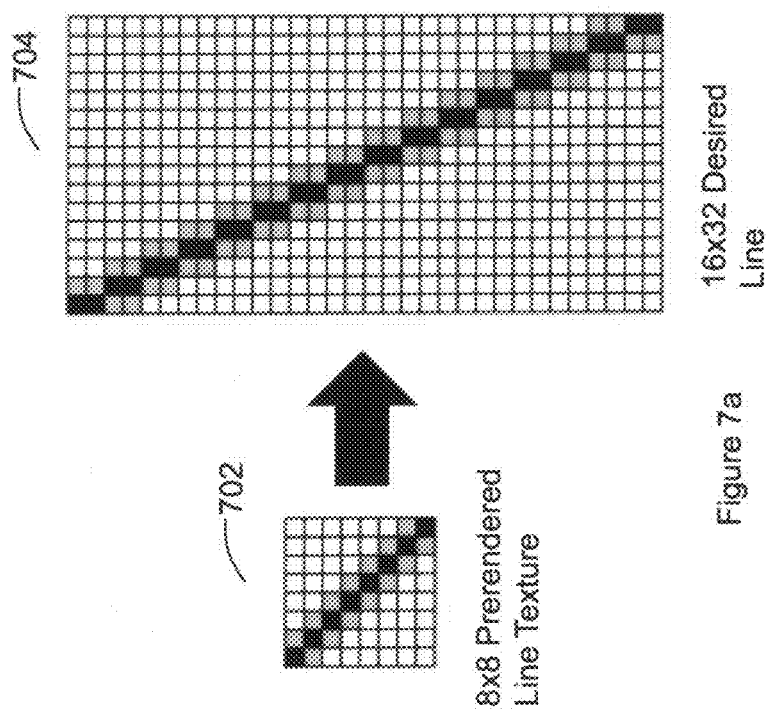 702
704
8x8 Prerendered
Line Texture
16x32 Desired
Line
Figure 7a